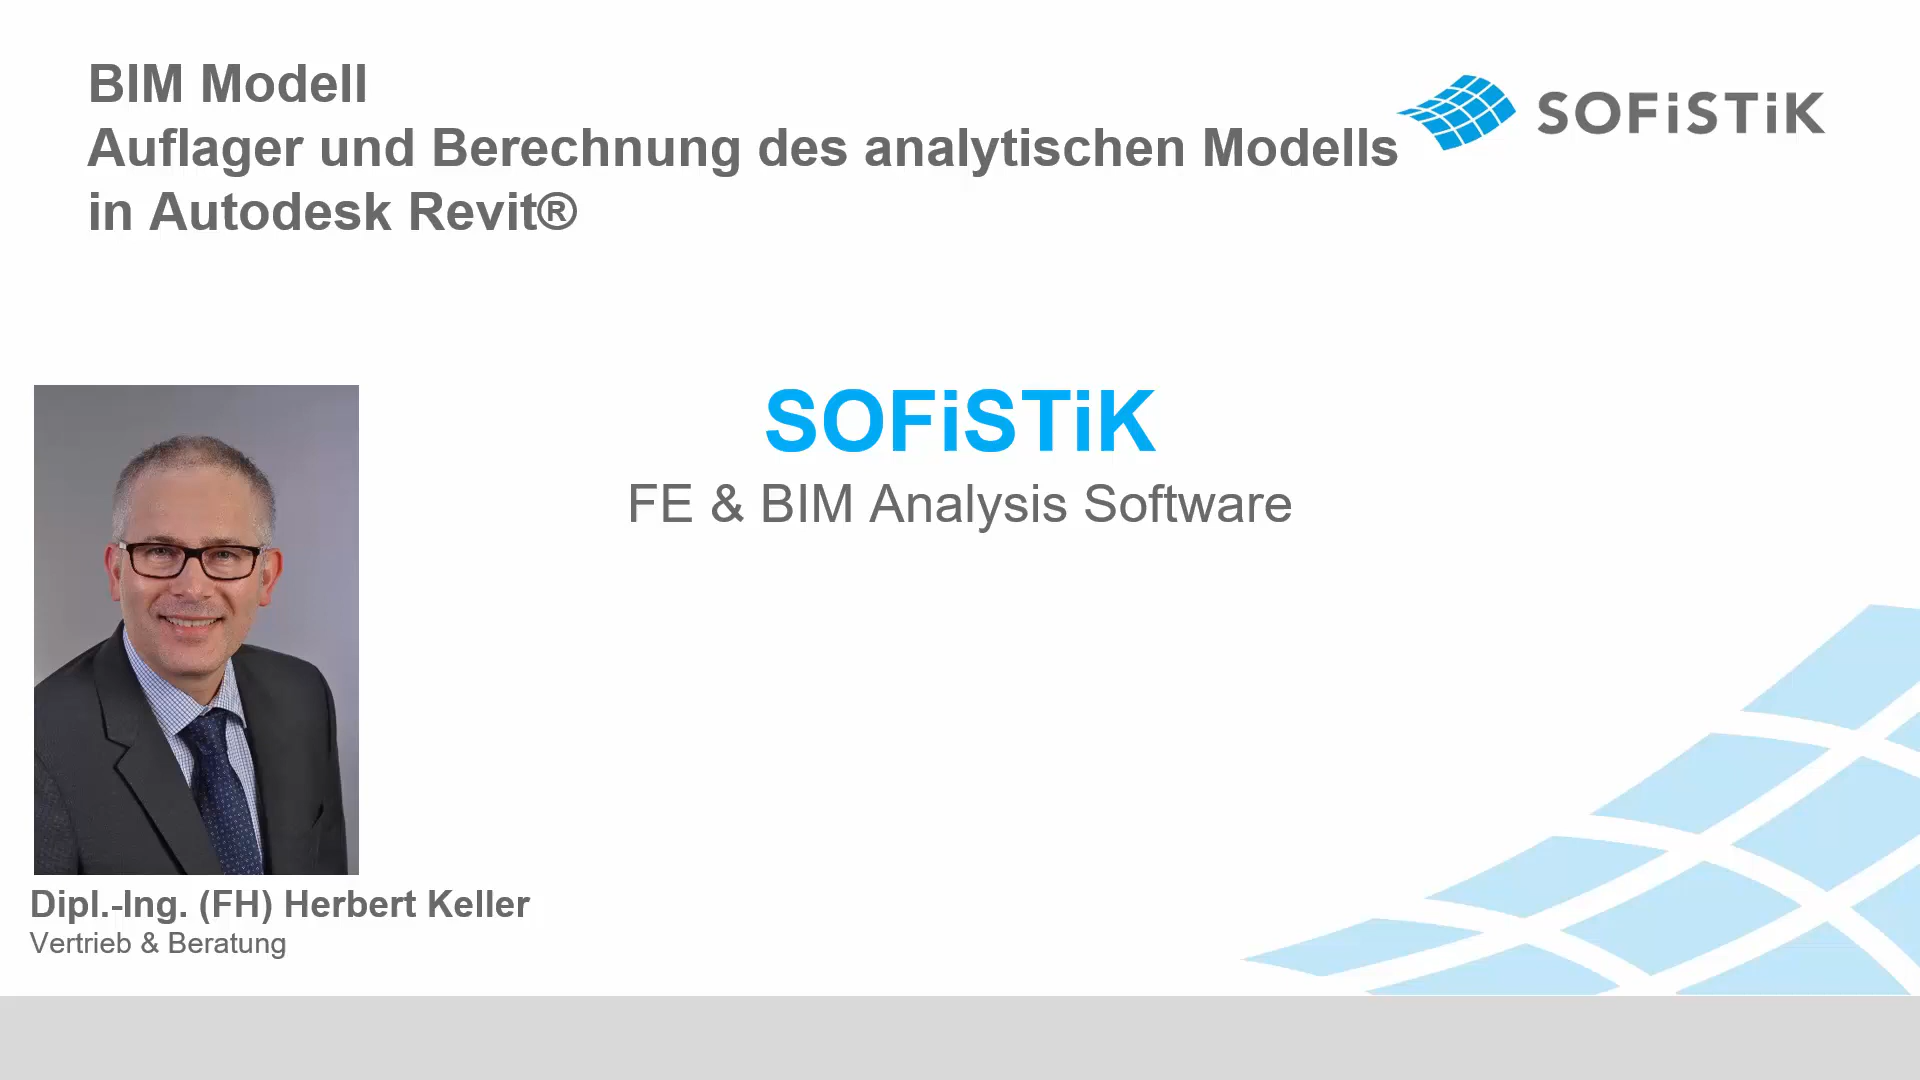 BIM Modell
Auflager und Berechnung des analytischen Modells
in Autodesk Revit®
SOFiSTiK
SOFiSTiK
FE & BIM Analysis Software
Dipl.-Ing. (FH) Herbert Keller
Vertrieb & Beratung